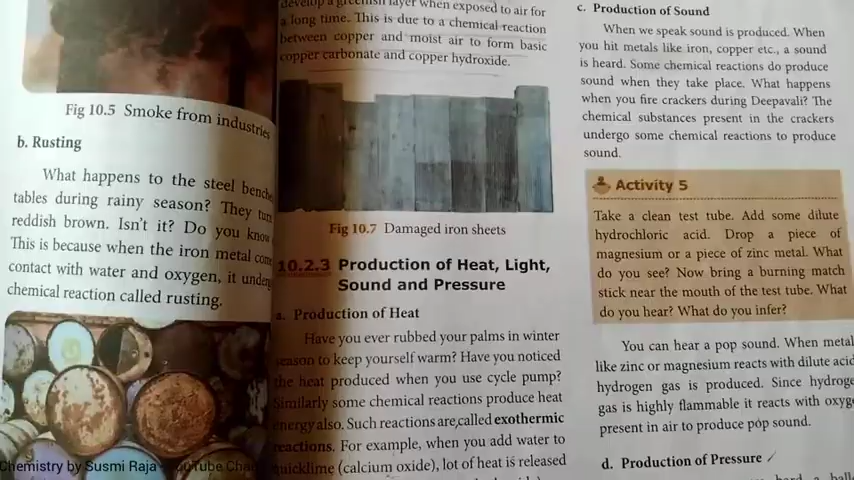 Fig 10.5 Smoke from industries
b. Rusting
What happens to the steel
tables during rainy season? They turn
reddish brown. Isn't it? Do you know
This is because when the iron metal
contact with water and oxygen, it
chemical reaction called rusting.
Chemistry by Susmi Raja - YouTube
develop a greenish layer when exposed to air for
a long time. This is due to a chemical reaction
between copper and moist air to form basic
copper carbonate and copper hydroxide.
Fig 10.7 Damaged iron sheets
10.2.3 Production of Heat, Light,
Sound and Pressure
a. Production of Heat
Have you ever rubbed your palms in winter
season to keep yourself warm? Have you noticed
the heat produced when you use cycle pump?
Similarly some chemical reactions produce heat
energy also. Such reactions are called exothermic
reactions. For example, when you add water to
quicklime (calcium oxide), lot of heat is released
c. Production of Sound
When we speak sound is produced. When
you hit metals like iron, copper etc., a sound
is heard. Some chemical reactions do produce
sound when they take place. What happens
when you fire crackers during Deepavali? The
chemical substances present in the crackers
undergo some chemical reactions to produce
sound.
Activity 5
Take a clean test tube. Add some dilute
hydrochloric acid. Drop a piece of
magnesium or a piece of zinc metal. What
do you see? Now bring a burning match
stick near the mouth of the test tube. What
do you hear? What do you infer?
You can hear a pop sound. When metal
like zinc or magnesium reacts with dilute acid
hydrogen gas is produced. Since
gas is highly flammable it reacts with
present in air to produce pop sound.
d. Production of Pressure